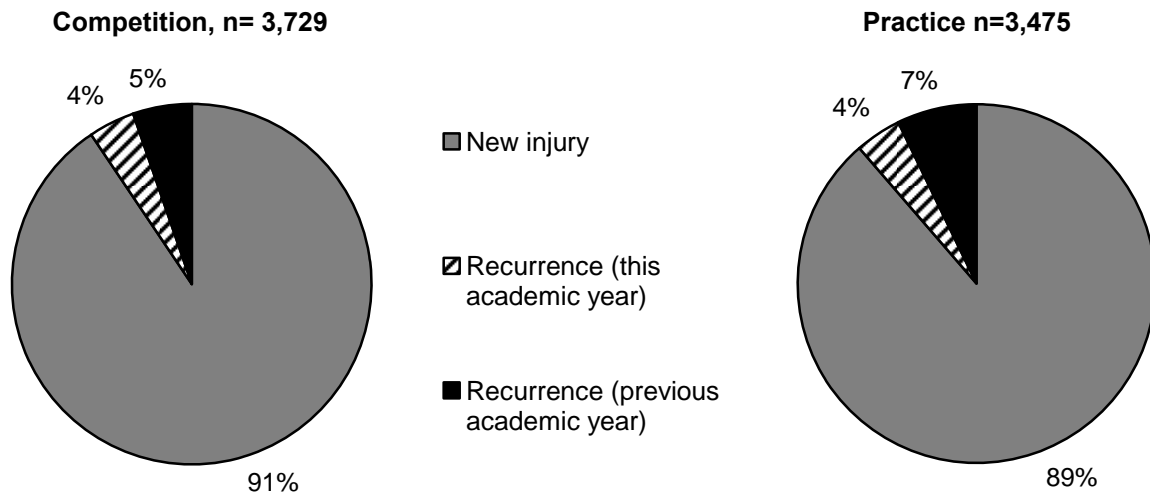 Competition, n= 3,729
5%
4%
91%
New injury
Recurrence (this
academic year)
Recurrence (previous
academic year)
Practice n=3,475
7%
4%
89%